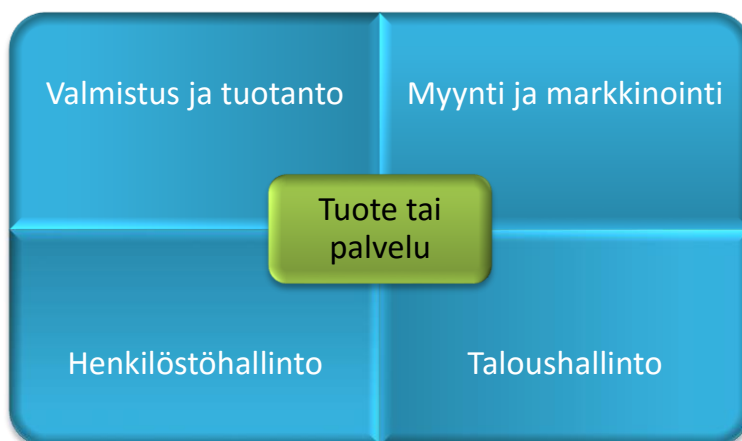 Valmistus ja tuotanto
Myynti ja markkinointi
Tuote tai
palvelu
Henkilöstöhallinto
Taloushallinto